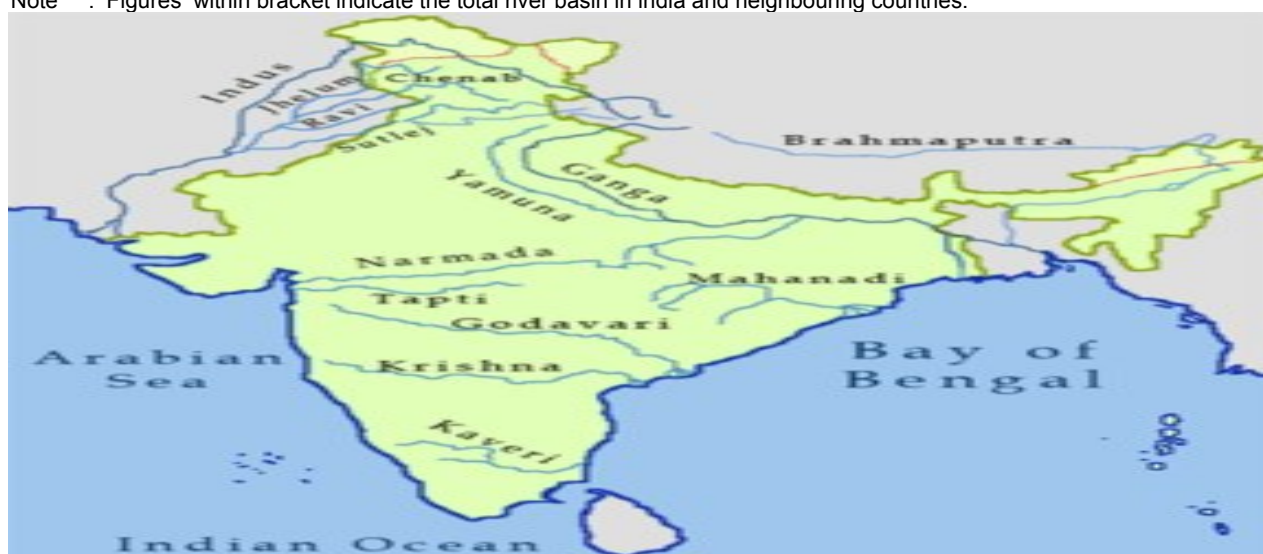 Note : Figures within bracket indicate the total river basin in india and neighbouring countries.
Indus
Jhelum
Chenab
Ravi
Sutlej
Brahmaputra
Ganga
Yamuna
Narmada
Mahanadi
Tapti
Godavari
Arabian
Sea
Krishna
Bay of
Bengal
Kaveri
Indian Ocean